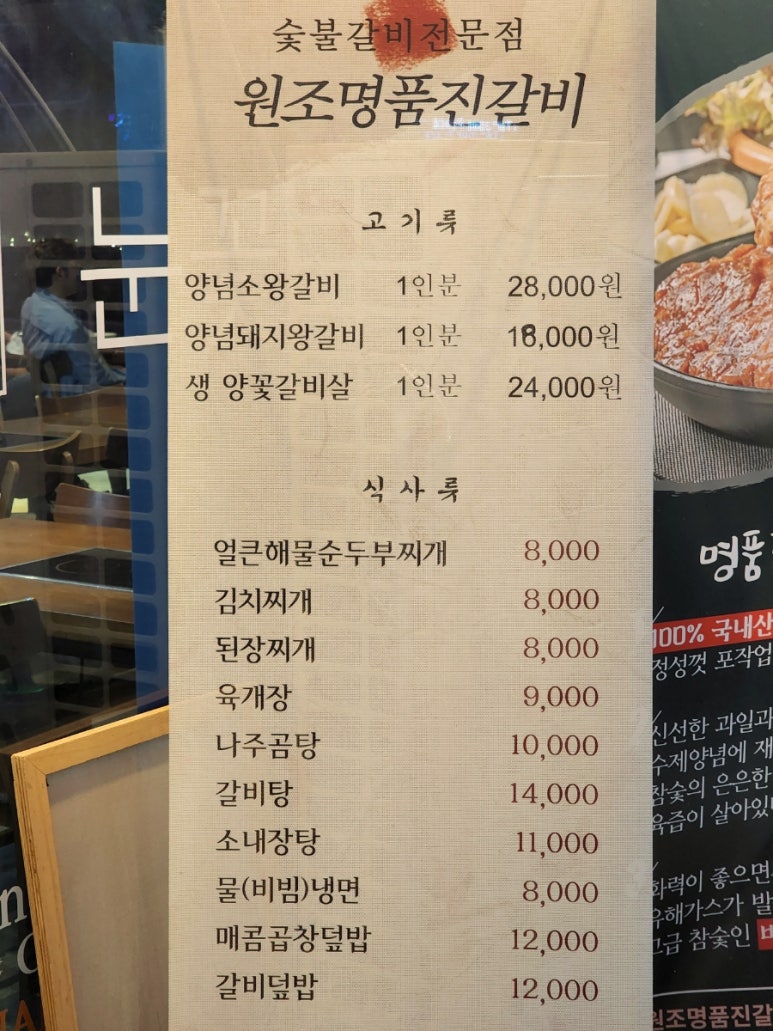 숯불갈비전문점
원조명품진갈비
고기류
양념소왕갈비 1인분 28,000원
양념돼지왕갈비 1인분 18,000원
생 양꽃갈비살 1인분 24,000원
식사류
얼큰해물순두부찌개 8,000
김치찌개 8,000
된장찌개 8,000
육개장 9,000
나주곰탕 10,000
갈비탕 14,000
소내장탕 11,000
물(비빔)냉면 8,000
매콤곱창덮밥 12,000
갈비덮밥 12,000
명품
100% 국내산
정성껏 포작업
신선한 과일과
수제양념에 재
참숯의 은은한
육즙이 살아있
화력이 좋으면
유해가스가 발
고급 참숯인
원조명품진갈